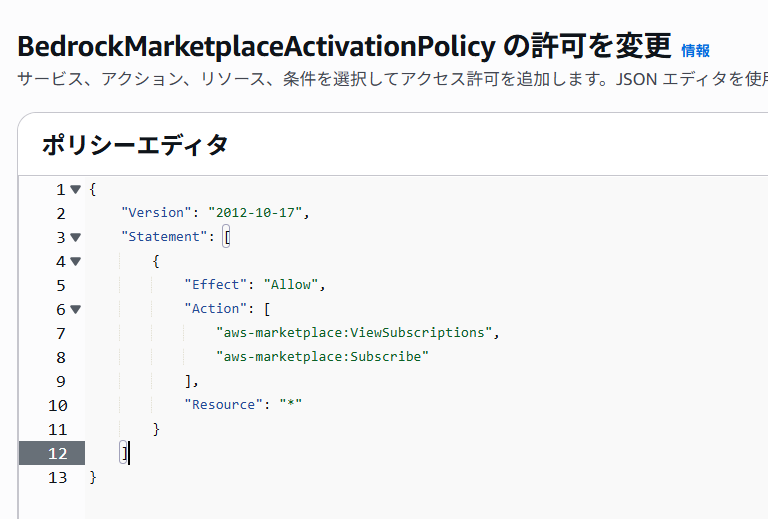 BedrockMarketplaceActivationPolicy の許可を変更 情報
サービス、アクション、リソース、条件を選択してアクセス許可を追加します。JSON エディタを使用
ポリシーエディタ
1 {
2 "Version": "2012-10-17",
3 "Statement": [
4 {
5 "Effect": "Allow",
6 "Action": [
7 "aws-marketplace:ViewSubscriptions",
8 "aws-marketplace:Subscribe"
9 ],
10 "Resource": "*"
11 }
12 ]
13 }